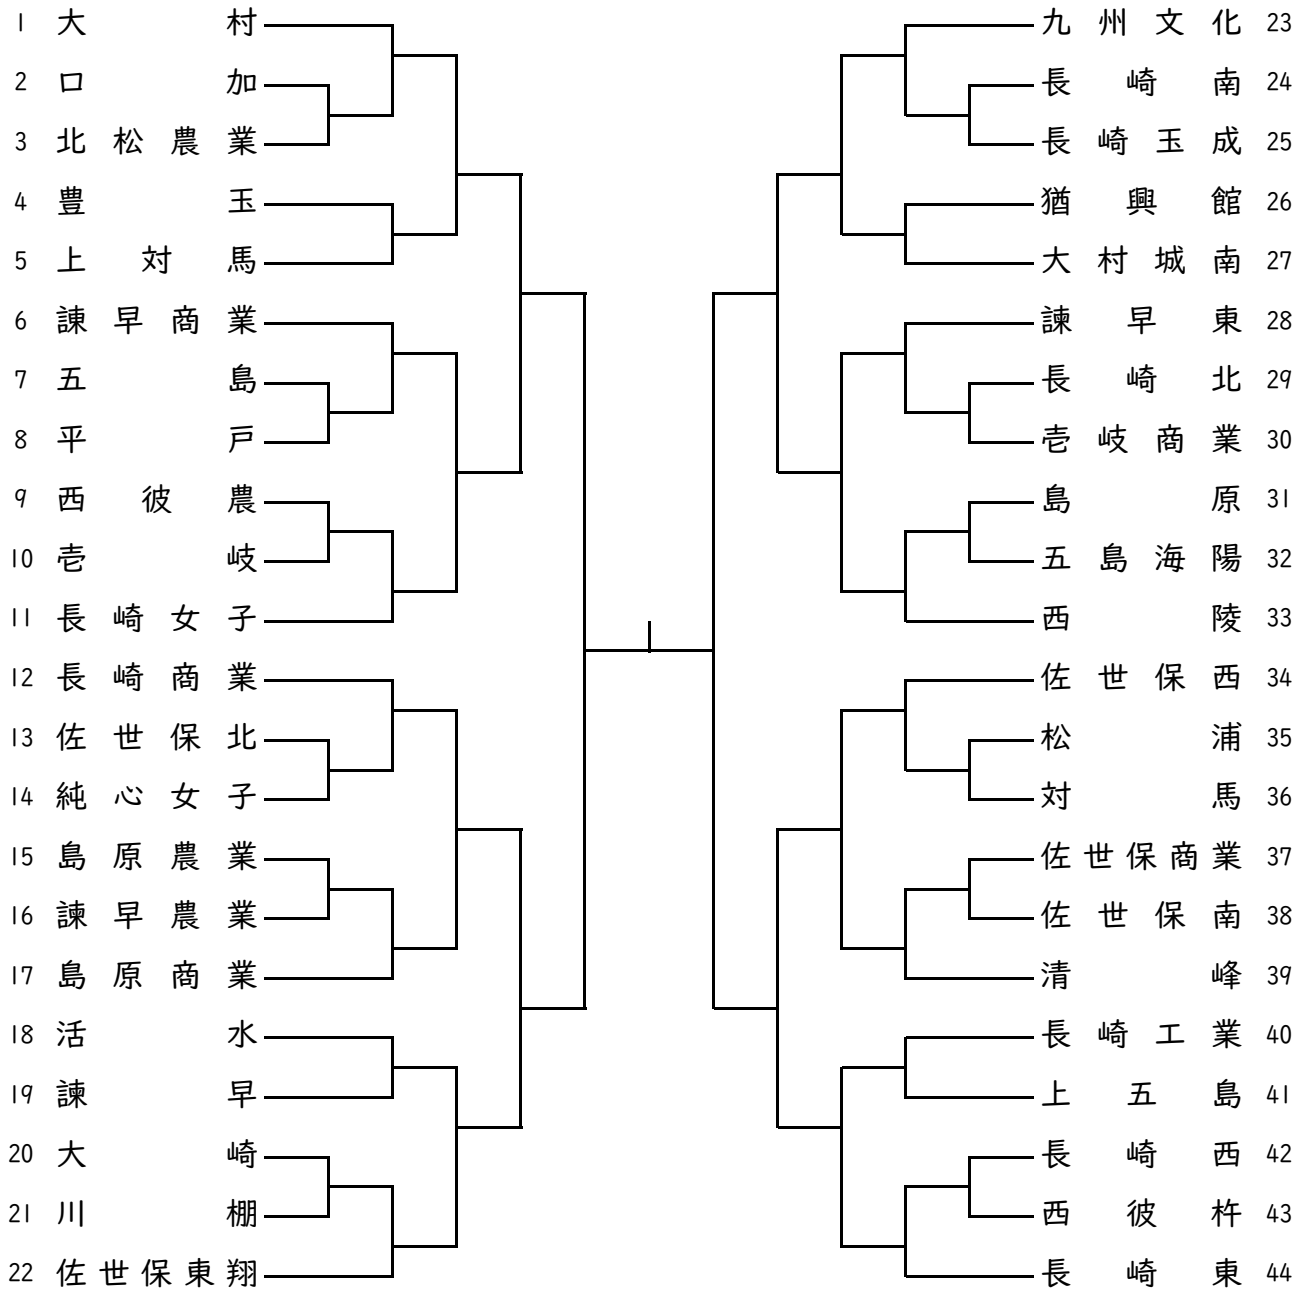 1 大村
2 口加
3 北松農業
4 豊玉
5 上対馬
6 諫早商業
7 五島
8 平戸
9 西彼農
10 壱岐
11 長崎女子
12 長崎商業
13 佐世保北
14 純心女子
15 島原農業
16 諫早農業
17 島原商業
18 活水
19 諫早
20 大崎
21 川棚
22 佐世保東翔
九州文化 23
長崎南 24
長崎玉成 25
猶興館 26
大村城南 27
諫早東 28
長崎北 29
壱岐商業 30
島原 31
五島海陽 32
西陵 33
佐世保西 34
松浦 35
対馬 36
佐世保商業 37
佐世保南 38
清峰 39
長崎工業 40
上五島 41
長崎西 42
西彼杵 43
長崎東 44